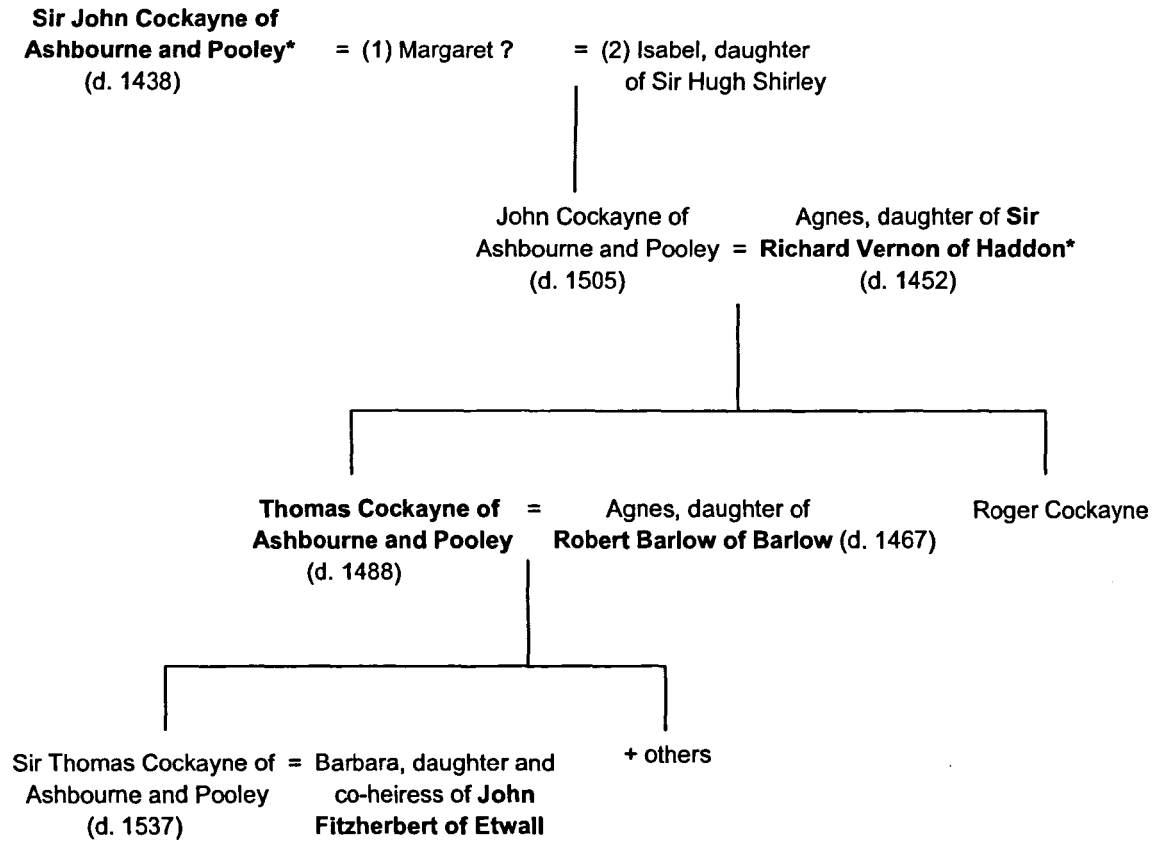 Sir John Cockayne of
Ashbourne and Pooley*
(d. 1438)
= (1) Margaret ?
= (2) Isabel, daughter
of Sir Hugh Shirley
John Cockayne of
Ashbourne and Pooley
(d. 1505)
=
Agnes, daughter of Sir
Richard Vernon of Haddon*
(d. 1452)
Thomas Cockayne of
Ashbourne and Pooley
(d. 1488)
=
Agnes, daughter of
Robert Barlow of Barlow (d. 1467)
Roger Cockayne
Sir Thomas Cockayne of
Ashbourne and Pooley
(d. 1537)
=
Barbara, daughter and
co-heiress of John
Fitzherbert of Etwall
+ others